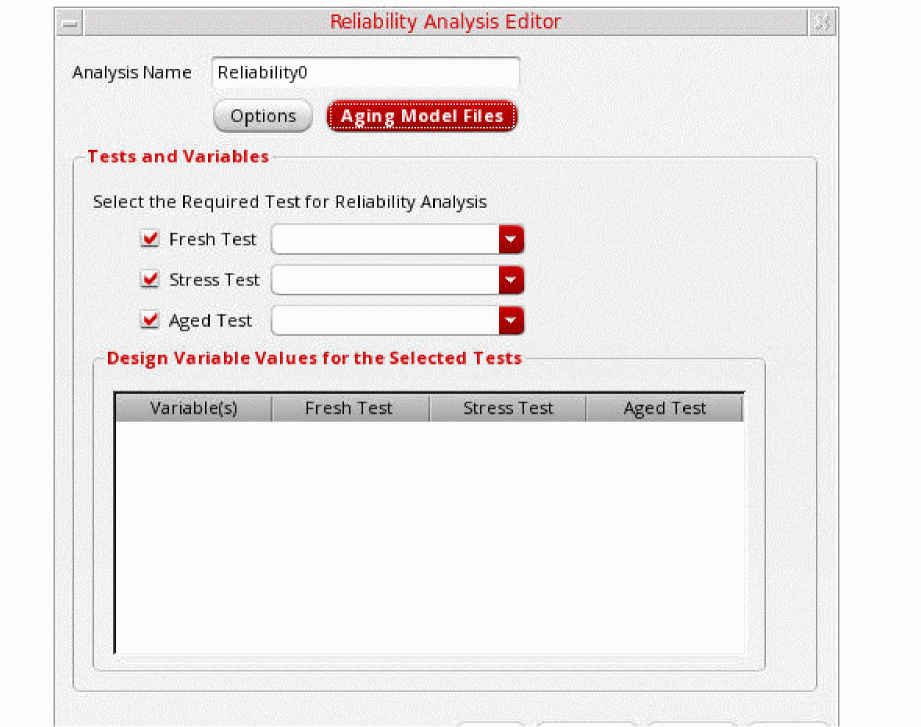 Reliability Analysis Editor
Analysis Name Reliability0
Options Aging Model Files
Tests and Variables
Select the Required Test for Reliability Analysis
Fresh Test
Stress Test
Aged Test
Design Variable Values for the Selected Tests
Variable(s) Fresh Test Stress Test Aged Test